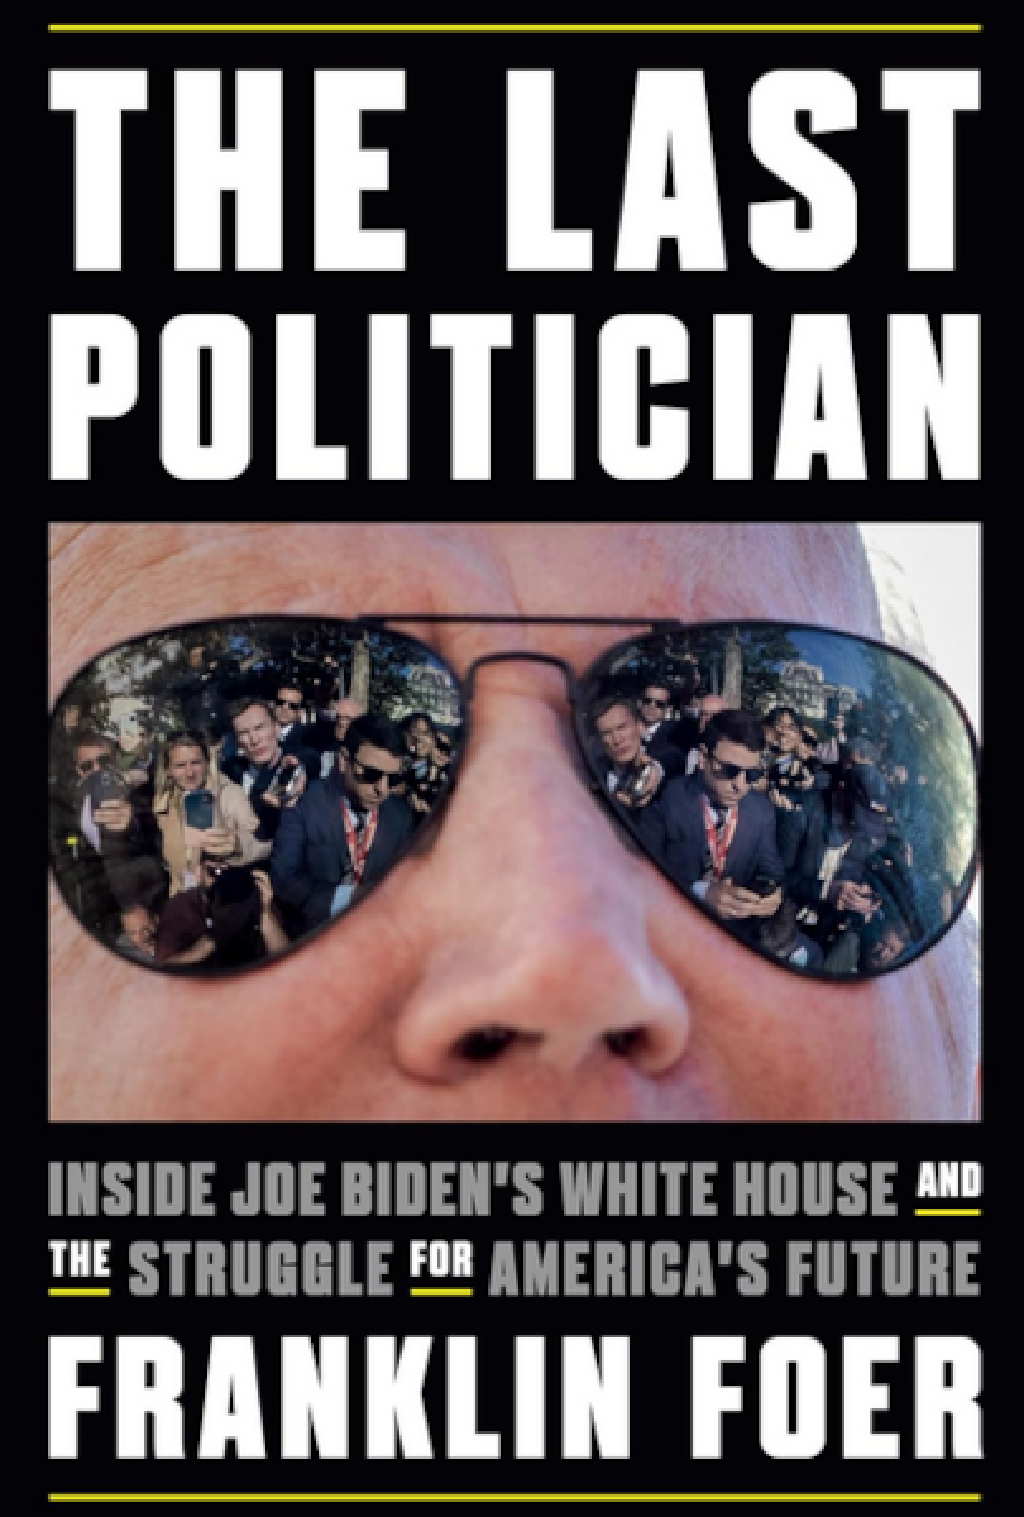 THE LAST
POLITICIAN
INSIDE JOE BIDEN'S WHITE HOUSE AND
THE STRUGGLE FOR AMERICA'S FUTURE
FRANKLIN FOER